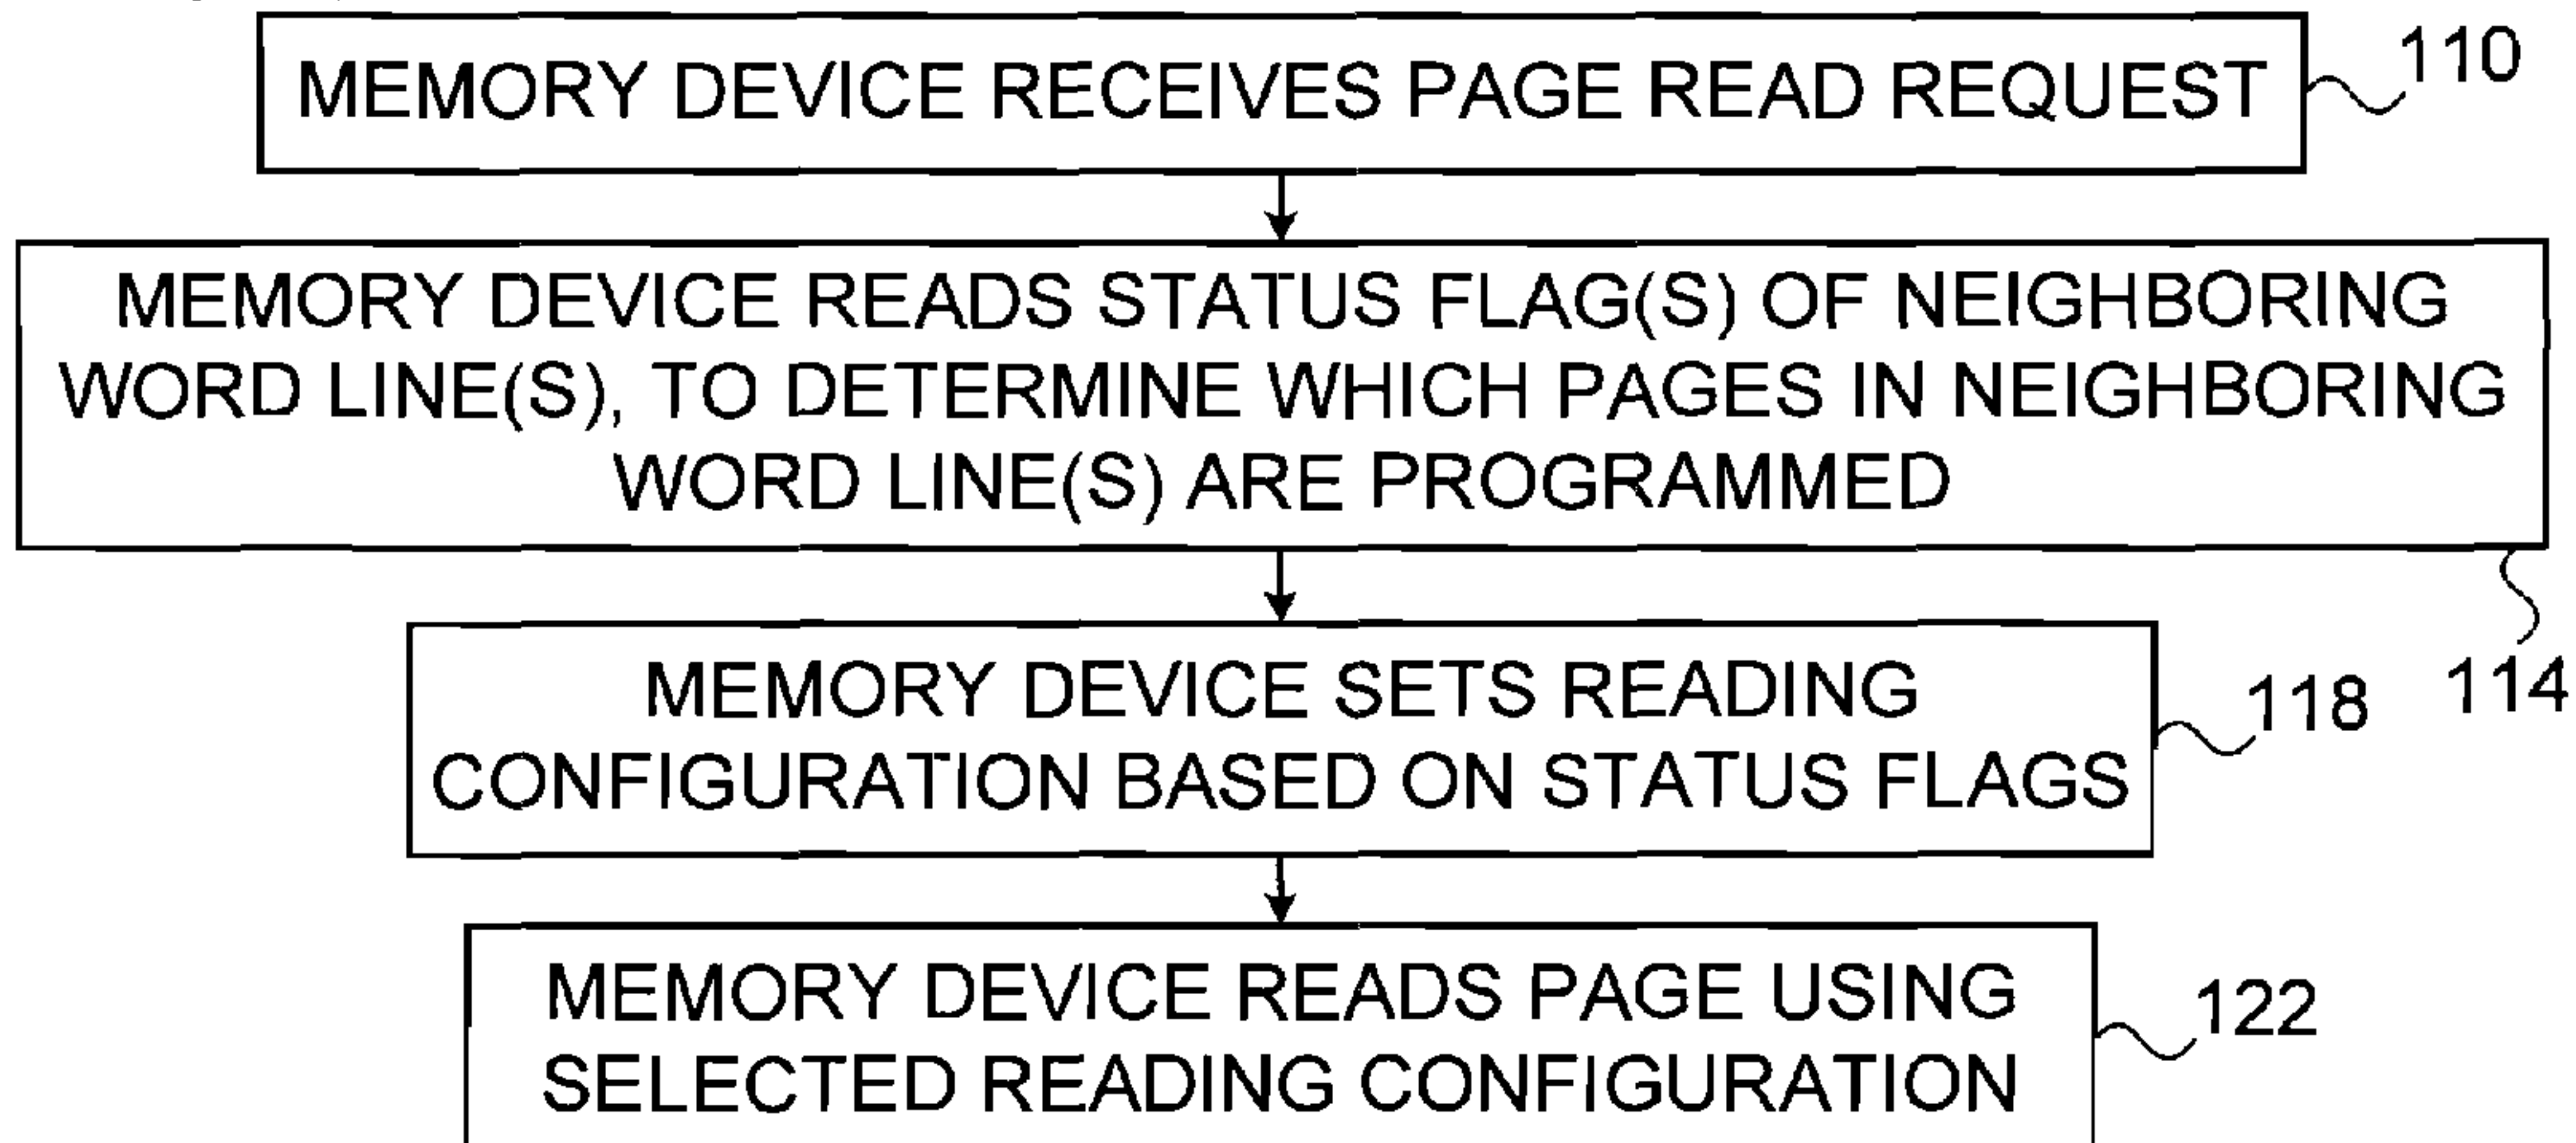 MEMORY DEVICE RECEIVES PAGE READ REQUEST
110
MEMORY DEVICE READS STATUS FLAG(S) OF NEIGHBORING
WORD LINE(S), TO DETERMINE WHICH PAGES IN NEIGHBORING
WORD LINE(S) ARE PROGRAMMED
114
MEMORY DEVICE SETS READING
CONFIGURATION BASED ON STATUS FLAGS
118
MEMORY DEVICE READS PAGE USING
SELECTED READING CONFIGURATION
122